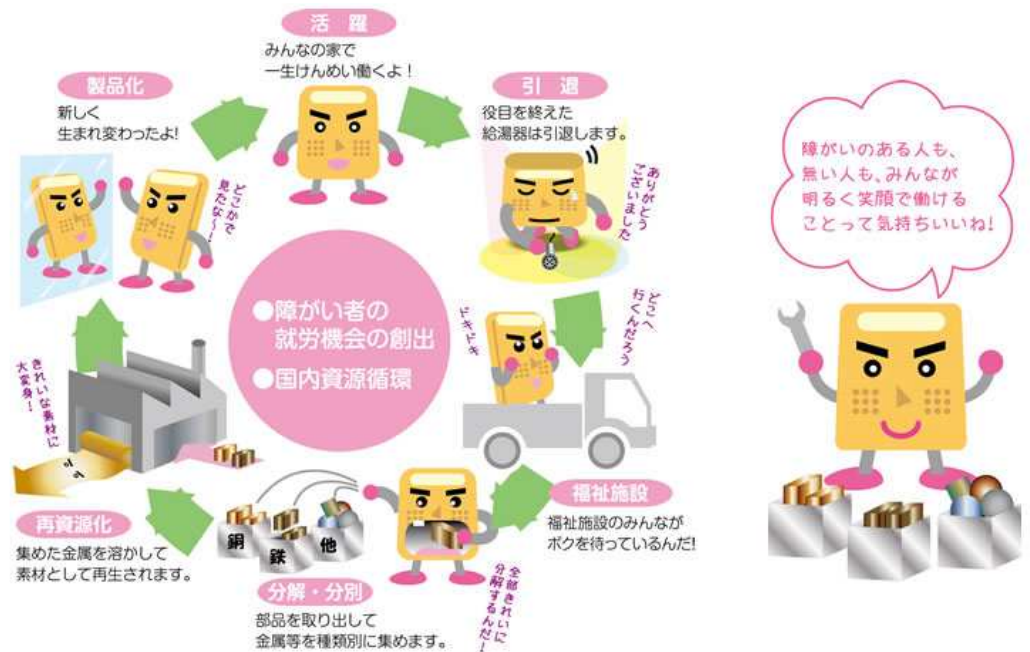 活 躍
みんなの家で
一生けんめい働くよ！
引 退
役目を終えた
給湯器は引退します。
ありがとう
ございました
どこへ
行くんだろう
ドキドキ
福祉施設
福祉施設のみんなが
ボクを待っているんだ!
分解・分別
部品を取り出して
金属等を種類別に集めます。
全部きれいに
分解するんだ！
銅
鉄
他
再資源化
集めた金属を溶かして
素材として再生されます。
きれいな素材に
大変身！
製品化
新しく
生まれ変わったよ!
どこかで
見たな〜！
●障がい者の
就労機会の創出
●国内資源循環
障がいのある人も、
無い人も、みんなが
明るく笑顔で働ける
ことって気持ちいいね!